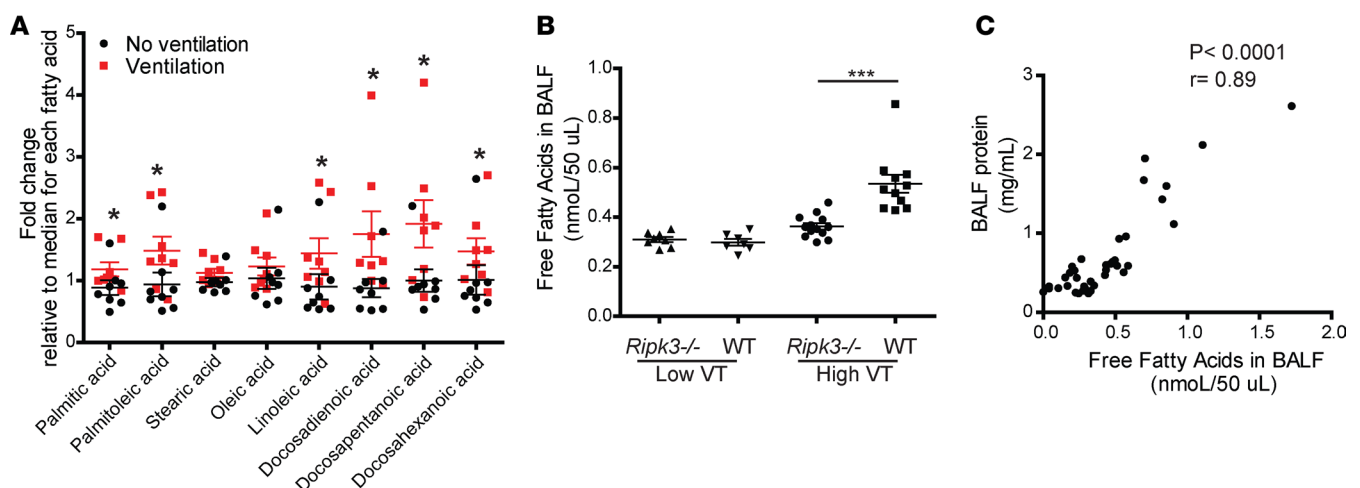 A
Fold change
relative to median for each fatty acid
5
4
3
2
1
0
No ventilation
Ventilation
*
*
*
*
*
*
Palmitic acid
Palmitoleic acid
Stearic acid
Oleic acid
Linoleic acid
Docosadienoic acid
Docosapentanoic acid
Docosahexanoic acid
B
Free Fatty Acids in BALF
(nmoL/50 uL)
1.0
0.8
0.6
0.4
0.2
0.0
***
Ripk3-/- WT Ripk3-/- WT
Low VT High VT
C
P< 0.0001
r= 0.89
BALF protein
(mg/mL)
3
2
1
0
0.0 0.5 1.0 1.5 2.0
Free Fatty Acids in BALF
(nmoL/50 uL)